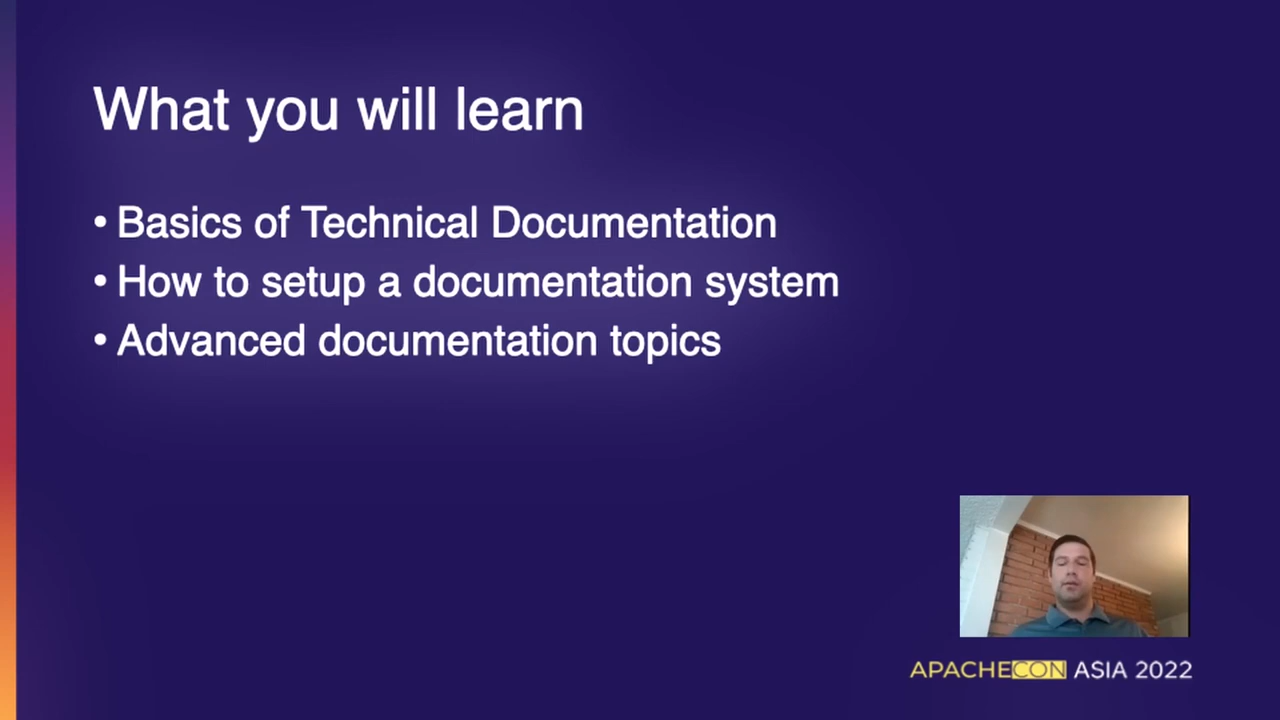 What you will learn
• Basics of Technical Documentation
• How to setup a documentation system
• Advanced documentation topics
APACHECON ASIA 2022